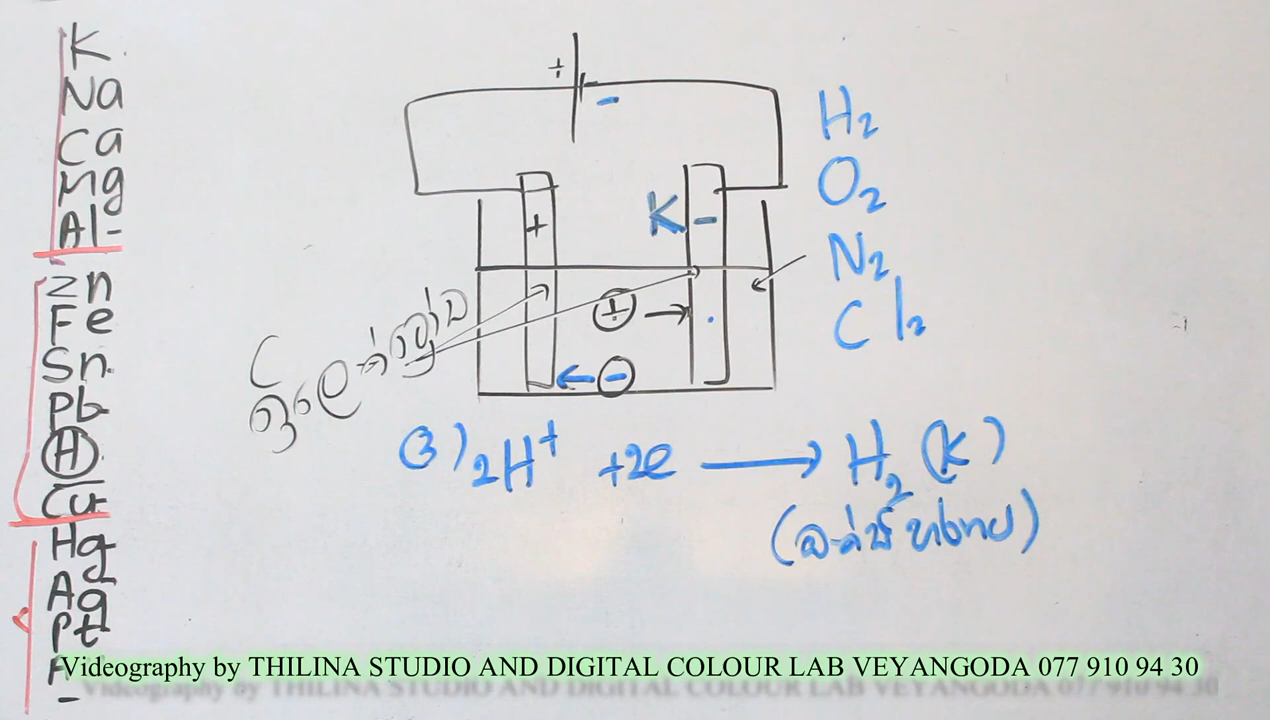 K
Na
Ca
Mg
Al-
Zn
Fe
Sn
Pb
H
Cu
Hg
Ag
Pt
+
-
+
K -
+
-
H2
O2
N2
Cl2
C
3) 2H+ +2e → H2 (K)
Videography by THILINA STUDIO AND DIGITAL COLOUR LAB VEYANGODA 077 910 94 30